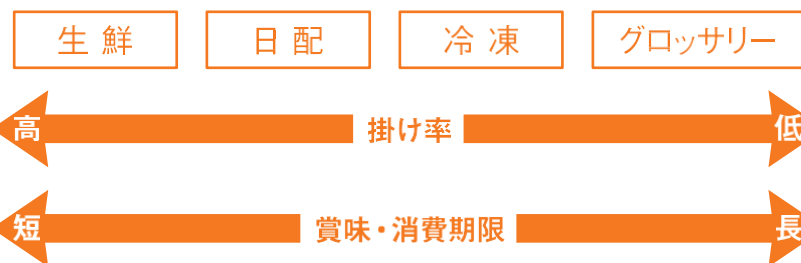 生鮮 日配 冷凍 グロッサリー
高 掛け率 低
短 賞味・消費期限 長